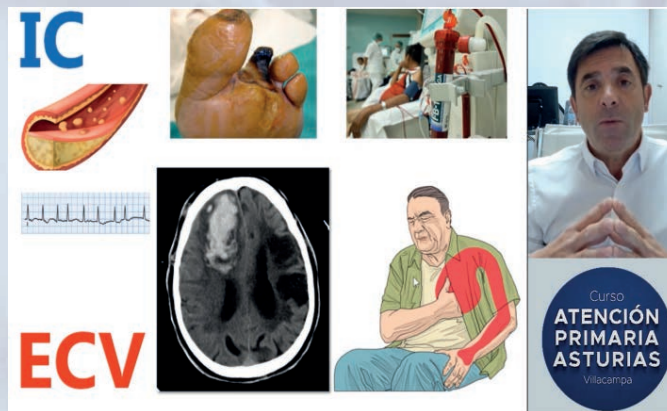 IC
ECV
Curso
ATENCIÓN
PRIMARIA
ASTURIAS
Villacampa